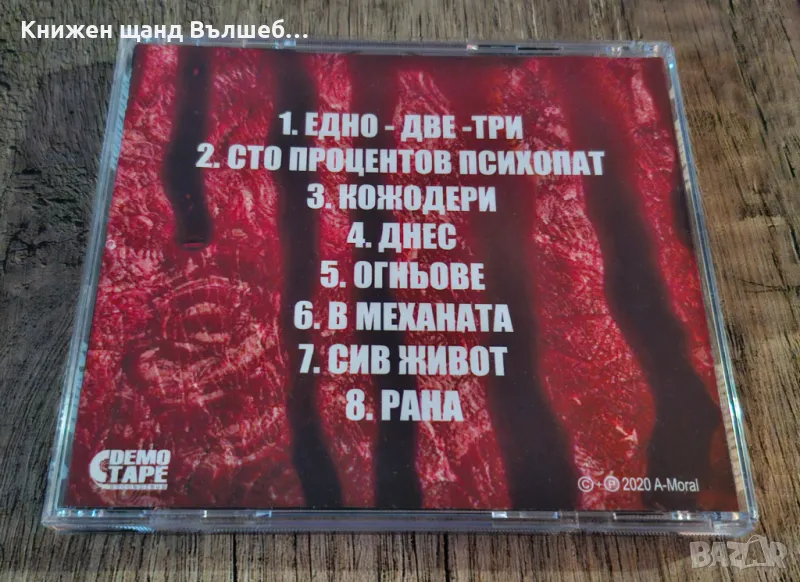 Книжен щанд Вълшеб...
1. ЕДНО - ДВЕ -ТРИ
2. СТО ПРОЦЕНТОВ ПСИХОПАТ
3. КОЖОДЕРИ
4. ДНЕС
5. ОГНЬОВЕ
6. В МЕХАНАТА
7. СИВ ЖИВОТ
8. РАНА
DEMO
TAPE
© + ℗ 2020 A-Moral
BAZAR